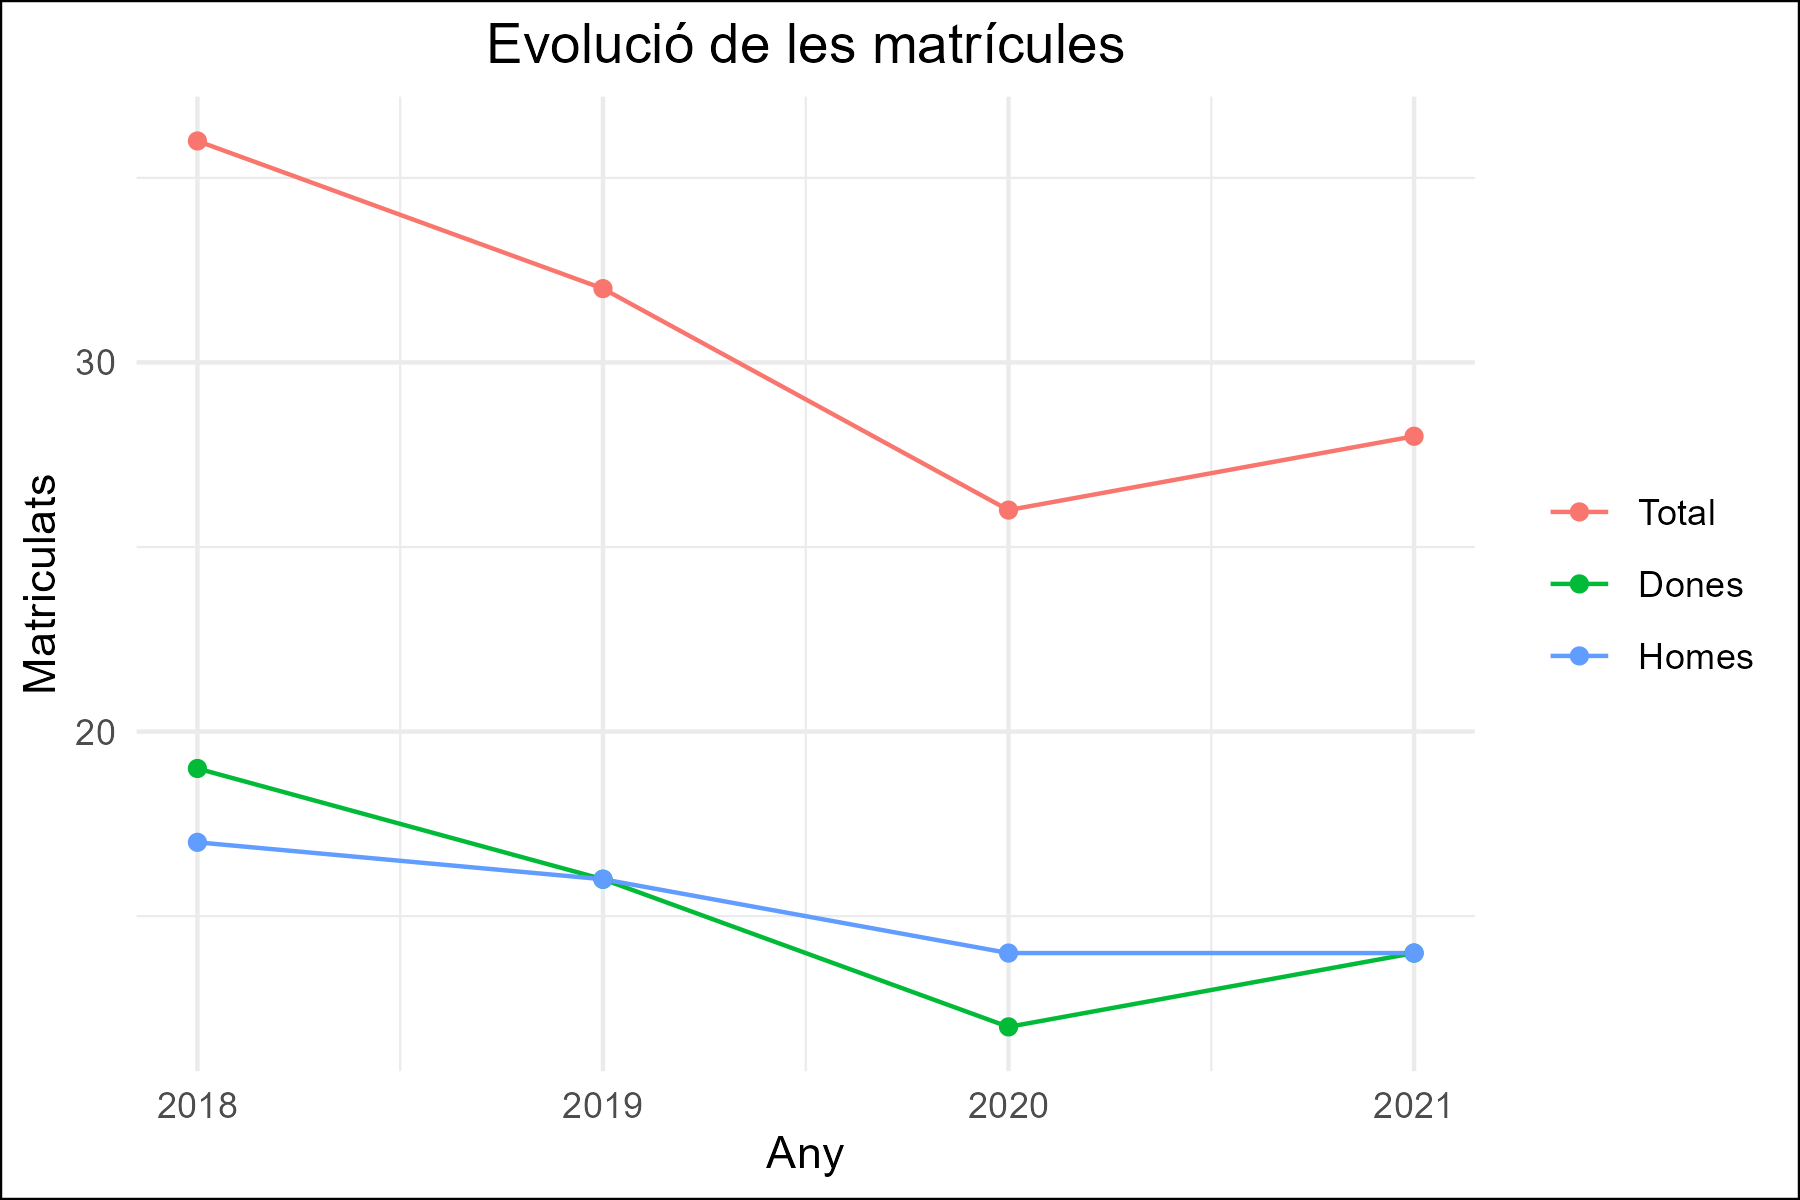 Evolució de les matrícules
Matriculats
30
20
2018
2019
2020
2021
Any
Total
Dones
Homes